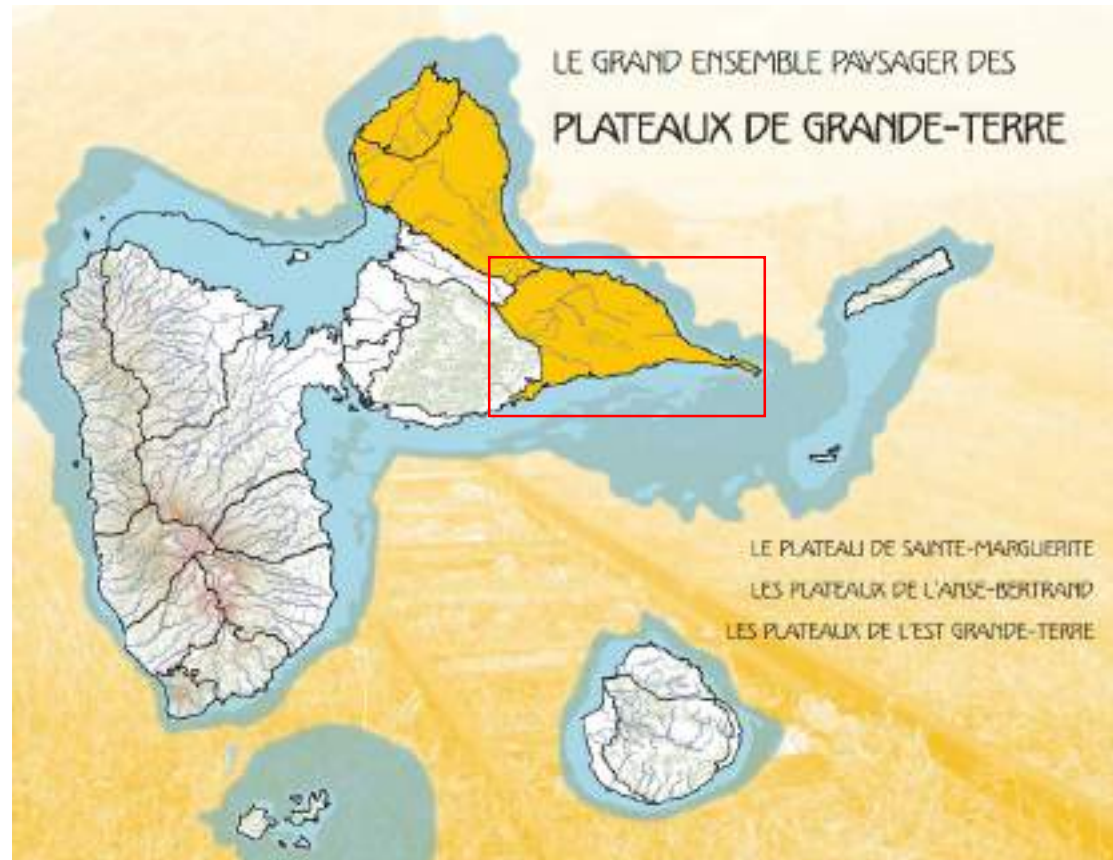 LE GRAND ENSEMBLE PAYSAGER DES
PLATEAUX DE GRANDE-TERRE
LE PLATEAU DE SAINTE-MARGUERITE
LES PLATEAUX DE L'ANSE-BERTRAND
LES PLATEAUX DE L'EST GRANDE-TERRE